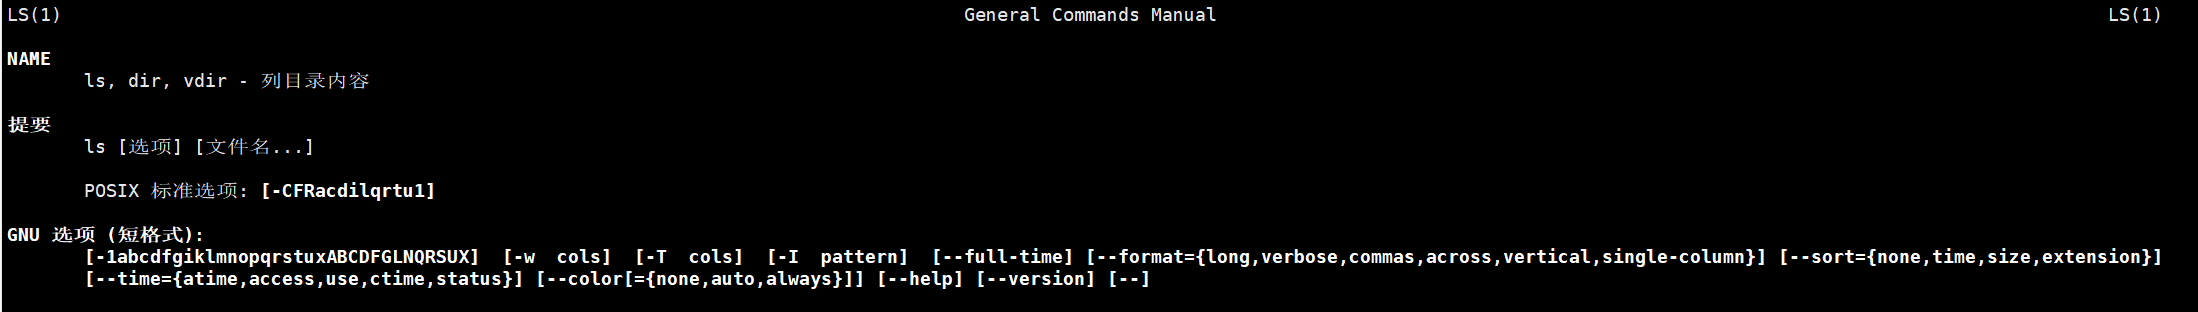 LS(1) General Commands Manual LS(1)
NAME
ls, dir, vdir - 列目录内容
提要
ls [选项] [文件名...]
POSIX 标准选项: [-CFRacdilqrtu1]
GNU 选项 (短格式):
[-1abcdfgiklmnopqrstuxABCDFGLNQRSUX] [-w cols] [-T cols] [-I pattern] [--full-time] [--format={long,verbose,commas,across,vertical,single-column}] [--sort={none,time,size,extension}]
[--time={atime,access,use,ctime,status}] [--color[={none,auto,always}]] [--help] [--version] [--]